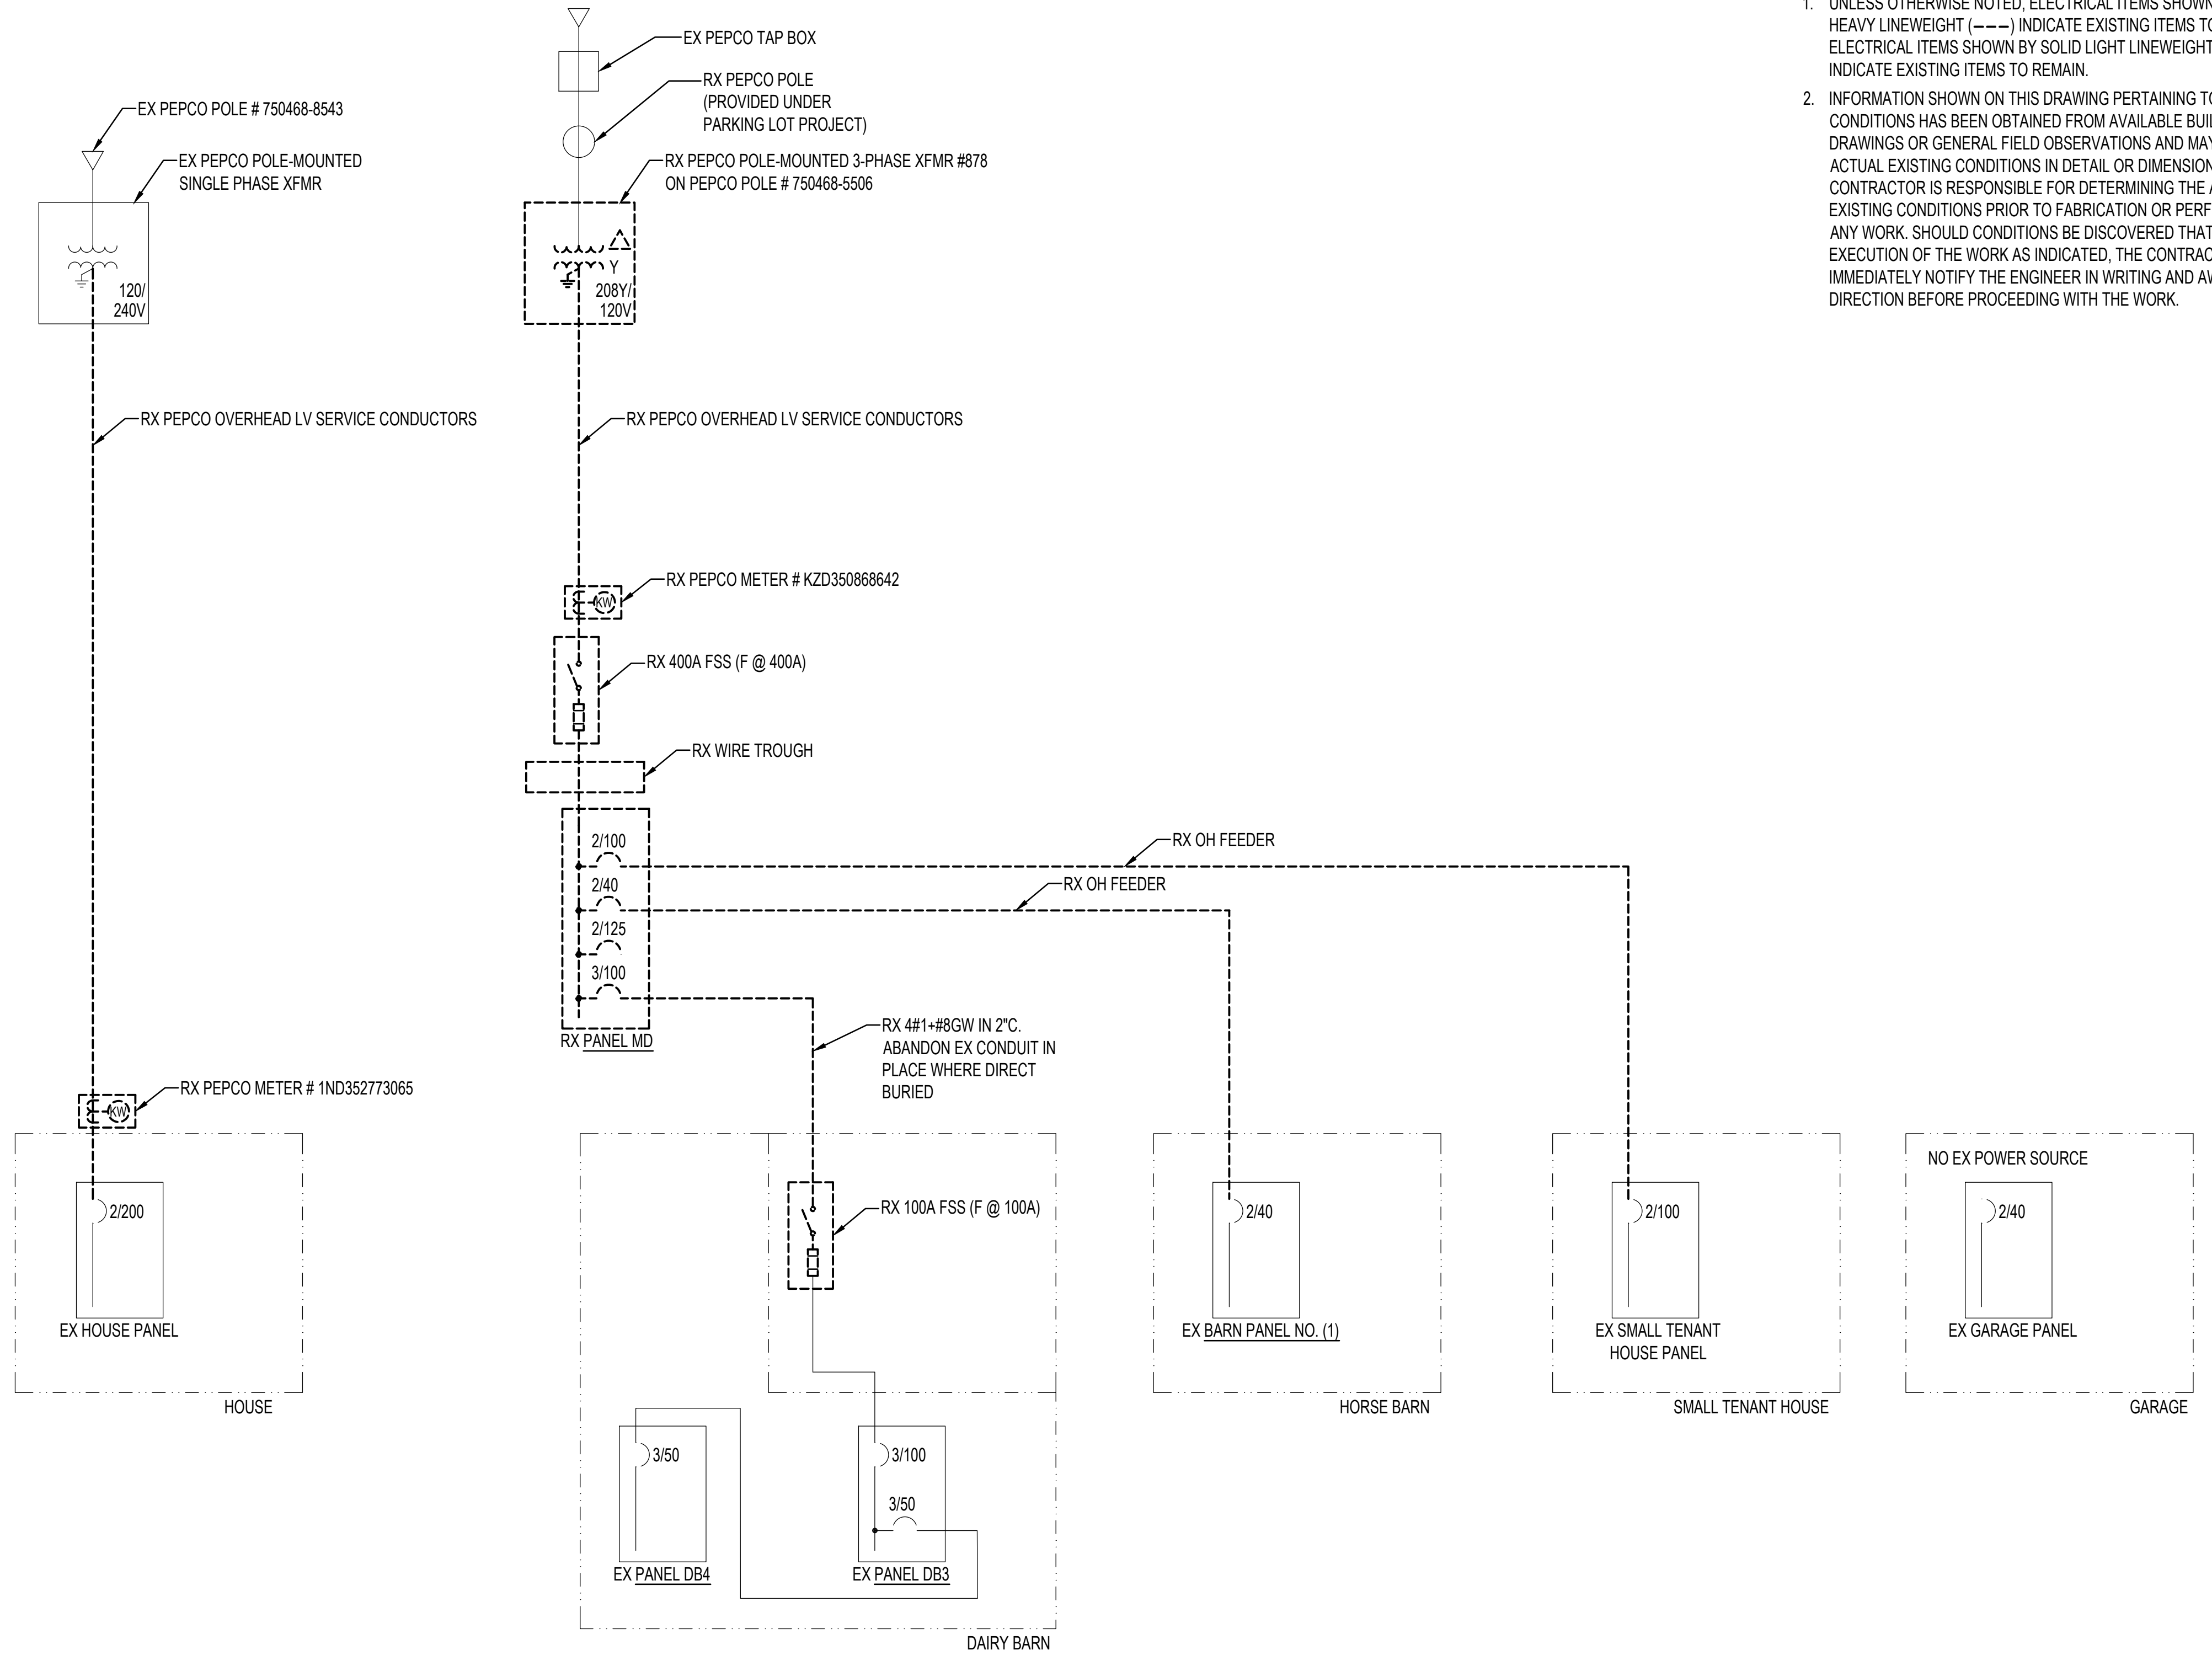 1. UNLESS OTHERWISE NOTED, ELECTRICAL ITEMS SHOWN
HEAVY LINEWEIGHT (---) INDICATE EXISTING ITEMS TO
ELECTRICAL ITEMS SHOWN BY SOLID LIGHT LINEWEIGHT
INDICATE EXISTING ITEMS TO REMAIN.
2. INFORMATION SHOWN ON THIS DRAWING PERTAINING TO
CONDITIONS HAS BEEN OBTAINED FROM AVAILABLE
DRAWINGS OR GENERAL FIELD OBSERVATIONS AND MAY
ACTUAL EXISTING CONDITIONS IN DETAIL OR DIMENSION
CONTRACTOR IS RESPONSIBLE FOR DETERMINING THE
EXISTING CONDITIONS PRIOR TO FABRICATION OR
ANY WORK. SHOULD CONDITIONS BE DISCOVERED THAT
EXECUTION OF THE WORK AS INDICATED, THE
IMMEDIATELY NOTIFY THE ENGINEER IN WRITING AND
DIRECTION BEFORE PROCEEDING WITH THE WORK.
EX PEPCO TAP BOX
RX PEPCO POLE
(PROVIDED UNDER
PARKING LOT PROJECT)
EX PEPCO POLE # 750468-8543
EX PEPCO POLE-MOUNTED
SINGLE PHASE XFMR
RX PEPCO POLE-MOUNTED 3-PHASE XFMR #878
ON PEPCO POLE # 750468-5506
120/
240V
Y
208Y/
120V
RX PEPCO OVERHEAD LV SERVICE CONDUCTORS
RX PEPCO OVERHEAD LV SERVICE CONDUCTORS
RX PEPCO METER # KZD350868642
KW
RX 400A FSS (F @ 400A)
RX WIRE TROUGH
2/100
RX OH FEEDER
2/40
RX OH FEEDER
2/125
3/100
RX PANEL MD
RX 4#1+#8GW IN 2"C.
ABANDON EX CONDUIT IN
PLACE WHERE DIRECT
BURIED
RX PEPCO METER # 1ND352773065
KW
2/200
EX HOUSE PANEL
HOUSE
RX 100A FSS (F @ 100A)
3/50
EX PANEL DB4
3/100
3/50
EX PANEL DB3
DAIRY BARN
2/40
EX BARN PANEL NO. (1)
HORSE BARN
2/100
EX SMALL TENANT
HOUSE PANEL
SMALL TENANT HOUSE
NO EX POWER SOURCE
2/40
EX GARAGE PANEL
GARAGE